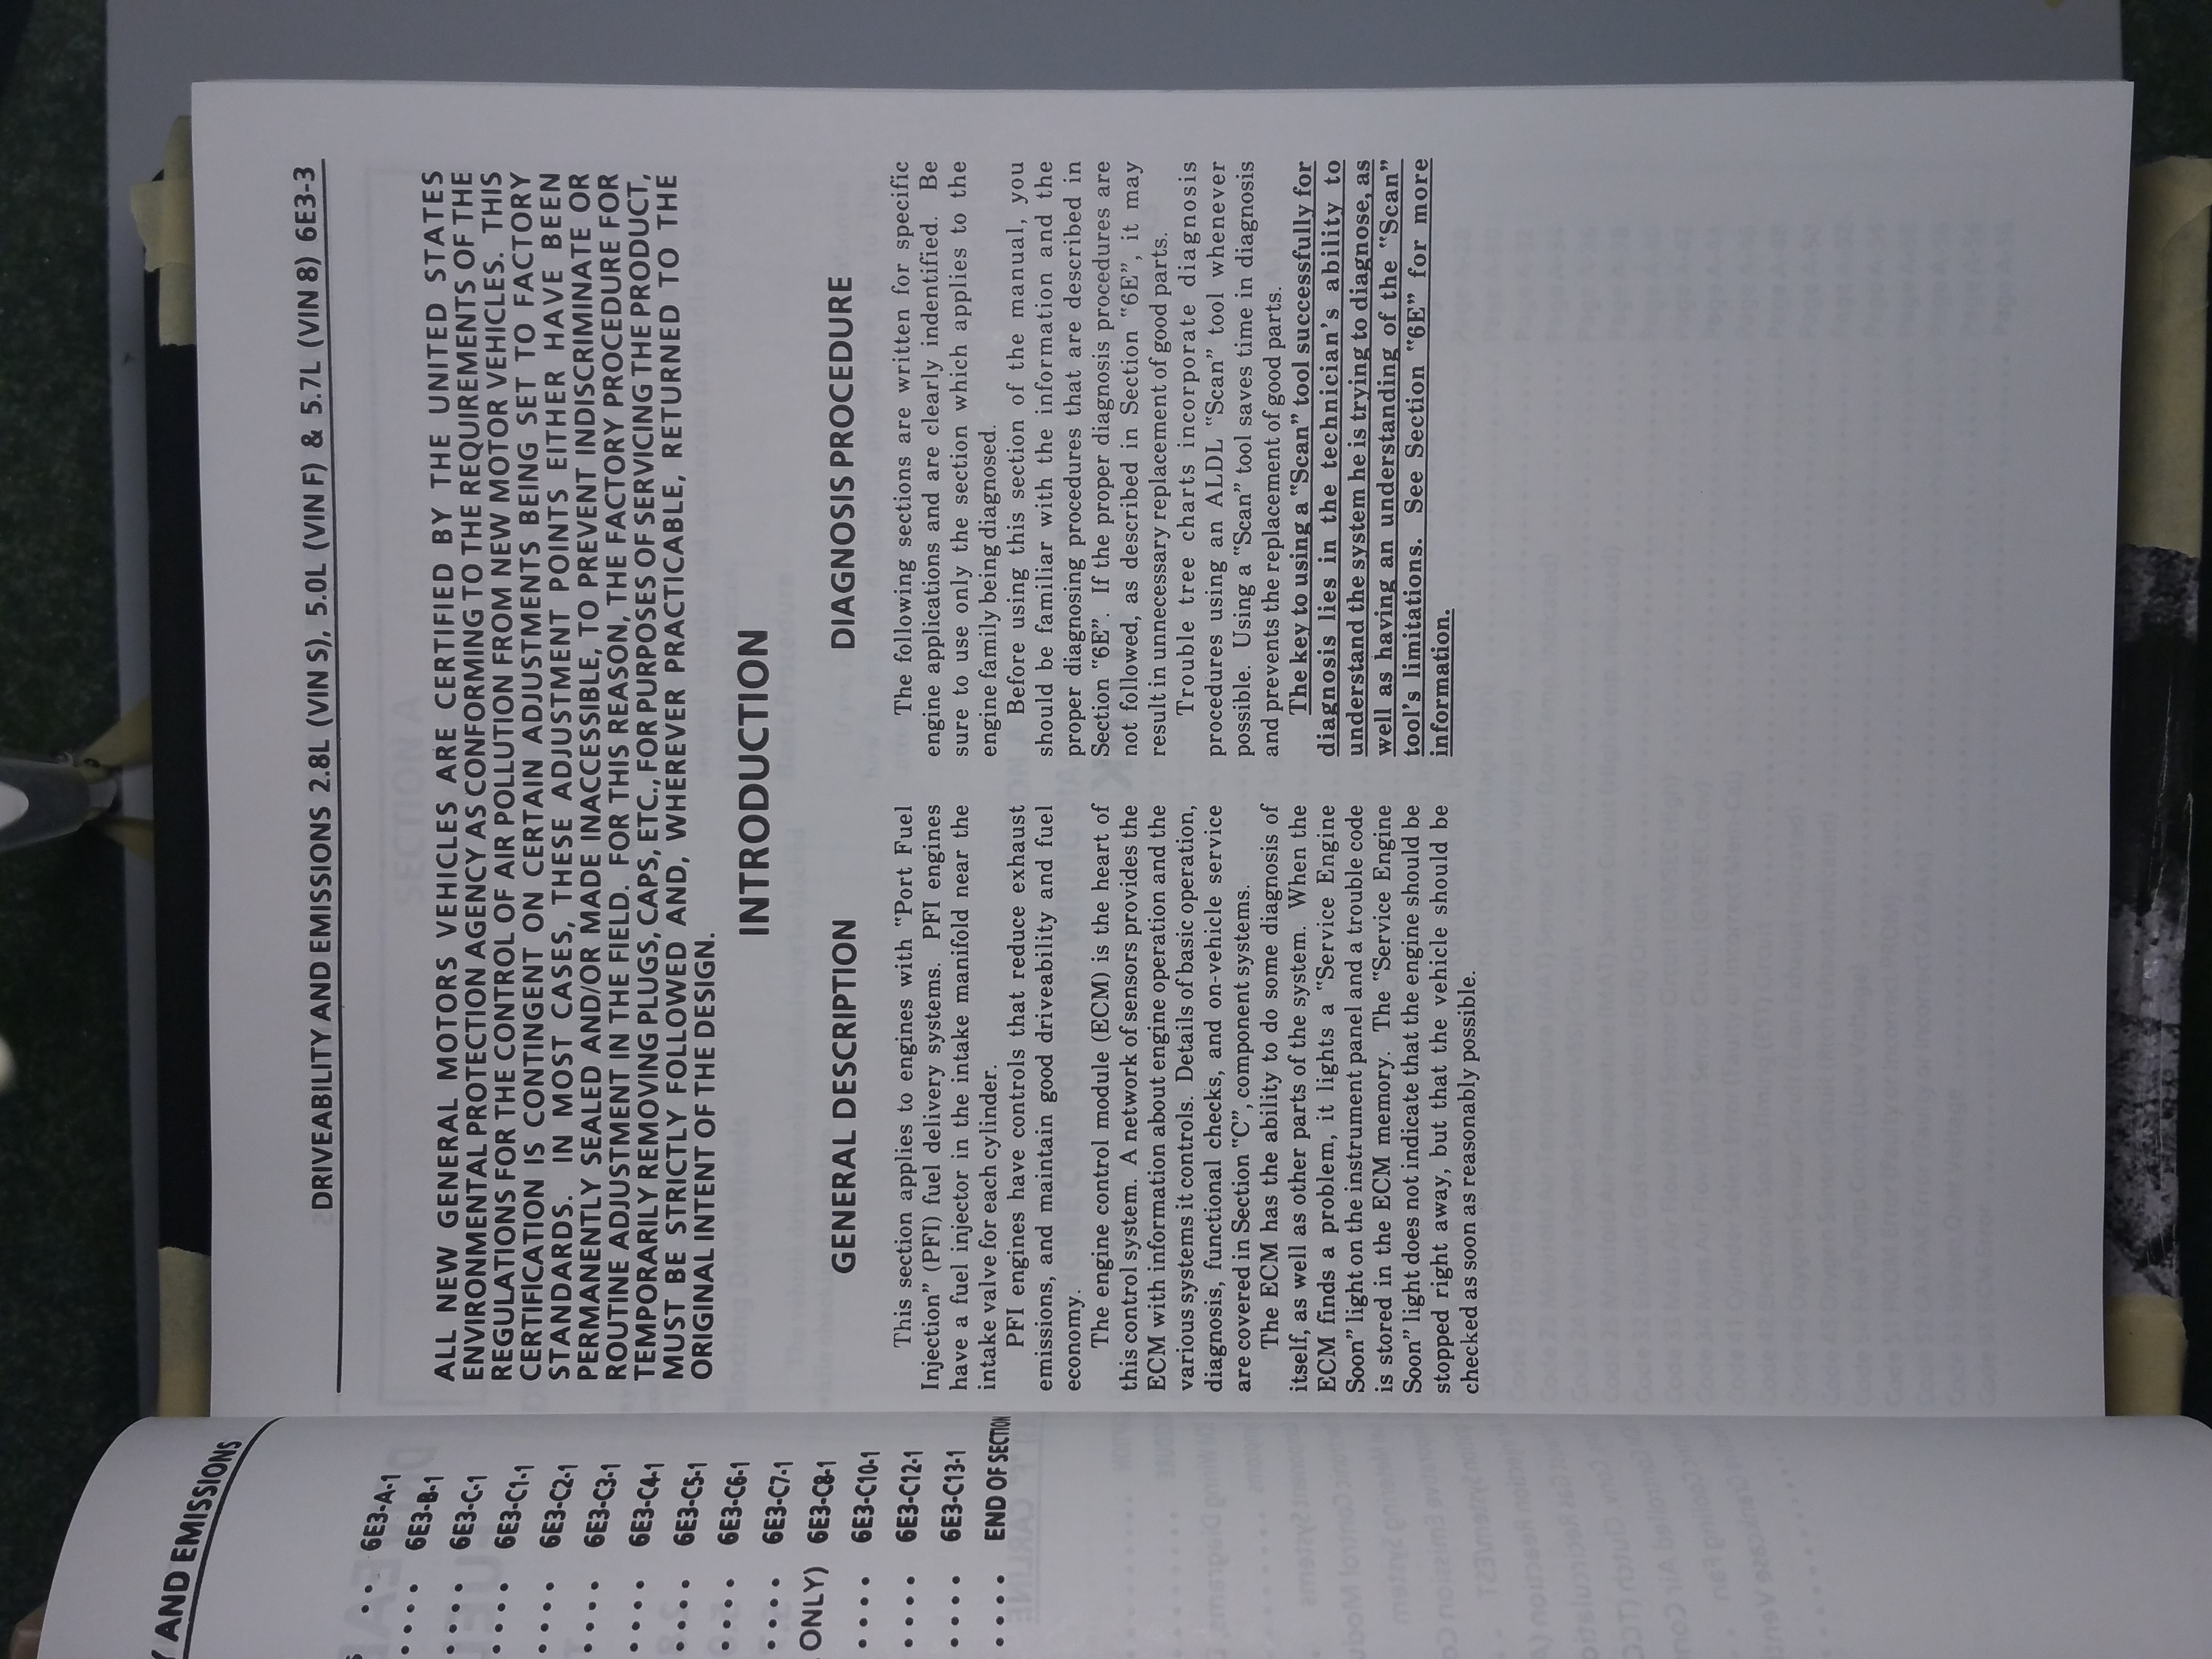 Y AND EMISSIONS
6E3-A-1
6E3-B-1
6E3-C-1
6E3-C1-1
6E3-C2-1
6E3-C3-1
6E3-C4-1
6E3-C5-1
6E3-C6-1
6E3-C7-1
ONLY) 6E3-C8-1
6E3-C10-1
6E3-C12-1
6E3-C13-1
END OF SECTION
DRIVEABILITY AND EMISSIONS 2.8L (VIN S), 5.0L (VIN F) & 5.7L (VIN 8) 6E3-3
ALL NEW GENERAL MOTORS VEHICLES ARE CERTIFIED BY THE UNITED STATES
ENVIRONMENTAL PROTECTION AGENCY AS CONFORMING TO THE REQUIREMENTS OF THE
REGULATIONS FOR THE CONTROL OF AIR POLLUTION FROM NEW MOTOR VEHICLES. THIS
CERTIFICATION IS CONTINGENT ON CERTAIN ADJUSTMENTS BEING SET TO FACTORY
STANDARDS. IN MOST CASES, THESE ADJUSTMENT POINTS EITHER HAVE BEEN
PERMANENTLY SEALED AND/OR MADE INACCESSIBLE, TO PREVENT INDISCRIMINATE OR
ROUTINE ADJUSTMENT IN THE FIELD. FOR THIS REASON, THE FACTORY PROCEDURE FOR
TEMPORARILY REMOVING PLUGS, CAPS, ETC., FOR PURPOSES OF SERVICING THE PRODUCT,
MUST BE STRICTLY FOLLOWED AND, WHEREVER PRACTICABLE, RETURNED TO THE
ORIGINAL INTENT OF THE DESIGN.
INTRODUCTION
GENERAL DESCRIPTION
This section applies to engines with "Port Fuel
Injection" (PFI) fuel delivery systems. PFI engines
have a fuel injector in the intake manifold near the
intake valve for each cylinder.
PFI engines have controls that reduce exhaust
emissions, and maintain good driveability and fuel
economy.
The engine control module (ECM) is the heart of
this control system. A network of sensors provides the
ECM with information about engine operation and the
various systems it controls. Details of basic operation,
diagnosis, functional checks, and on-vehicle service
are covered in Section "C", component systems.
The ECM has the ability to do some diagnosis of
itself, as well as other parts of the system. When the
ECM finds a problem, it lights a "Service Engine
Soon" light on the instrument panel and a trouble code
is stored in the ECM memory. The "Service Engine
Soon" light does not indicate that the engine should be
stopped right away, but that the vehicle should be
checked as soon as reasonably possible.
DIAGNOSIS PROCEDURE
The following sections are written for specific
engine applications and are clearly indentified. Be
sure to use only the section which applies to the
engine family being diagnosed.
Before using this section of the manual, you
should be familiar with the information and the
proper diagnosing procedures that are described in
Section "6E". If the proper diagnosis procedures are
not followed, as described in Section "6E", it may
result in unnecessary replacement of good parts.
Trouble tree charts incorporate diagnosis
procedures using an ALDL "Scan" tool whenever
possible. Using a "Scan" tool saves time in diagnosis
and prevents the replacement of good parts.
The key to using a "Scan" tool successfully for
diagnosis lies in the technician's ability to
understand the system he is trying to diagnose, as
well as having an understanding of the "Scan"
tool's limitations. See Section "6E" for more
information.